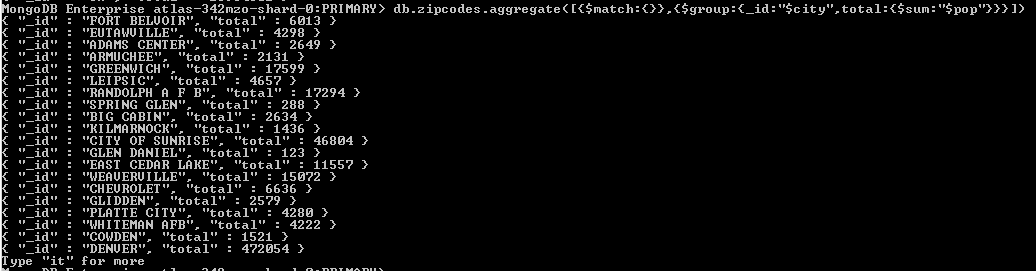 MongoDB Enterprise atlas-342mzo-shard-0:PRIMARY> db.zipcodes.aggregate([{$match:{}},{$group:{_id:"$city",total:{$sum:"$pop"}}}])
{ "_id" : "FORT BELVOIR", "total" : 6013 }
{ "_id" : "EUTAWVILLE", "total" : 4298 }
{ "_id" : "ADAMS CENTER", "total" : 2649 }
{ "_id" : "ARMUCHEE", "total" : 2131 }
{ "_id" : "GREENWICH", "total" : 17599 }
{ "_id" : "LEIPSIC", "total" : 4657 }
{ "_id" : "RANDOLPH A F B", "total" : 17294 }
{ "_id" : "SPRING GLEN", "total" : 288 }
{ "_id" : "BIG CABIN", "total" : 2634 }
{ "_id" : "KILMARNOCK", "total" : 1436 }
{ "_id" : "CITY OF SUNRISE", "total" : 46804 }
{ "_id" : "GLEN DANIEL", "total" : 123 }
{ "_id" : "EAST CEDAR LAKE", "total" : 11557 }
{ "_id" : "WEAVERVILLE", "total" : 15072 }
{ "_id" : "CHEVROLET", "total" : 6636 }
{ "_id" : "GLIDDEN", "total" : 2579 }
{ "_id" : "PLATTE CITY", "total" : 4280 }
{ "_id" : "WHITEMAN AFB", "total" : 4222 }
{ "_id" : "COWDEN", "total" : 1521 }
{ "_id" : "DENVER", "total" : 472054 }
Type "it" for more